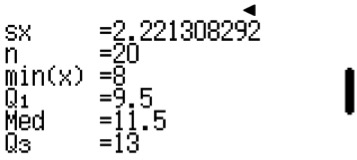 sx =2.221308292
n =20
min(x) =8
Q₁ =9.5
Med =11.5
Q₃ =13